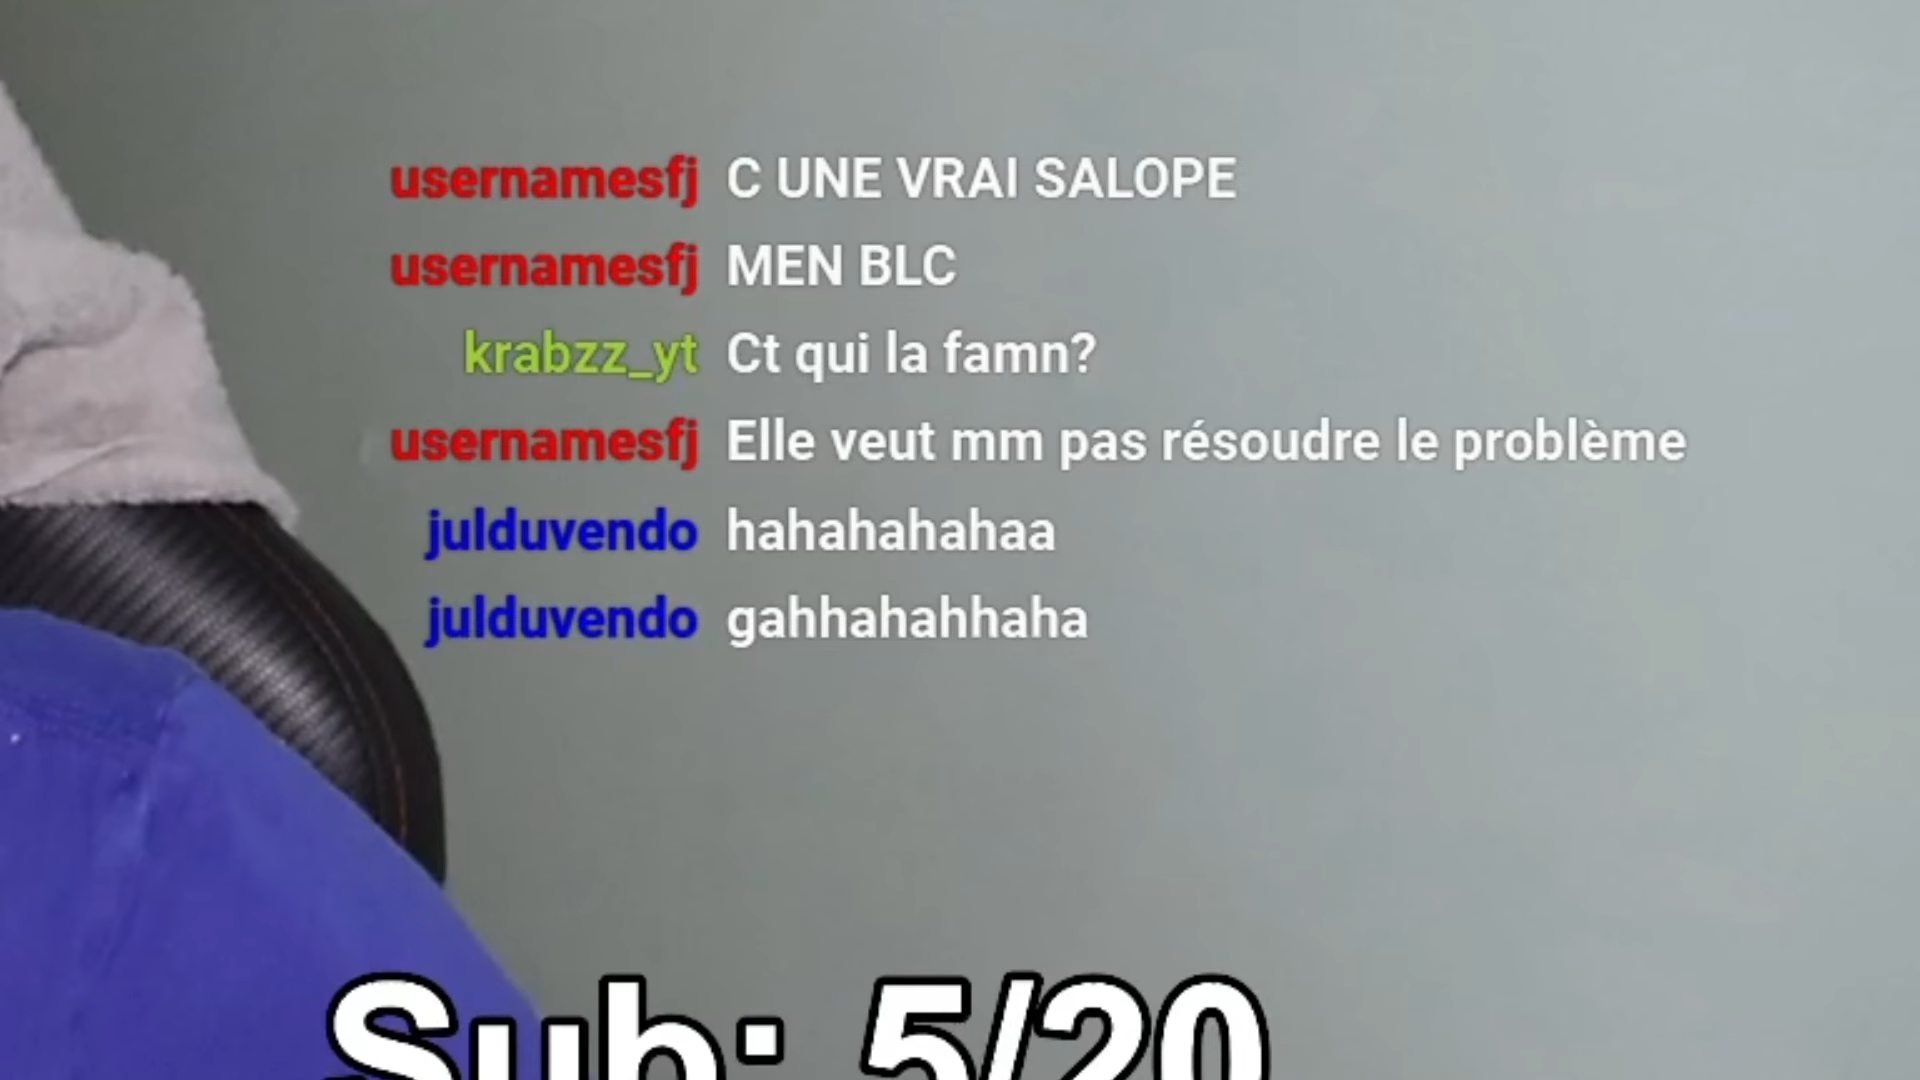 usernamesfj C UNE VRAI SALOPE
usernamesfj MEN BLC
krabzz_yt Ct qui la famn?
usernamesfj Elle veut mm pas résoudre le problème
julduvendo hahahahahaa
julduvendo gahhahahhaha
Sub: 5/20